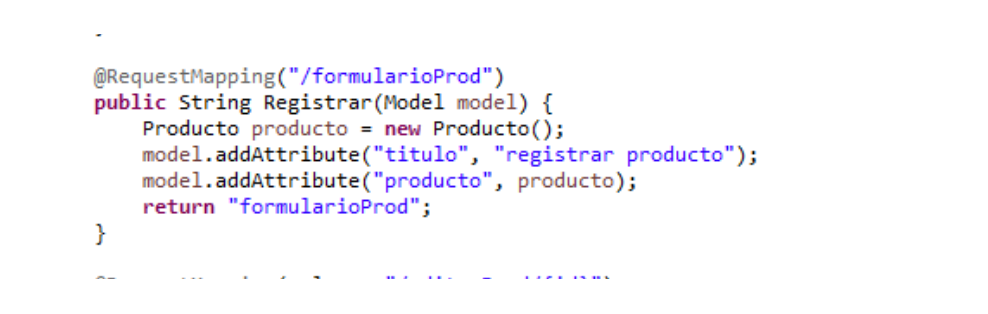 @RequestMapping("/formularioProd")
public String Registrar(Model model) {
Producto producto = new Producto();
model.addAttribute("titulo", "registrar producto");
model.addAttribute("producto", producto);
return "formularioProd";
}